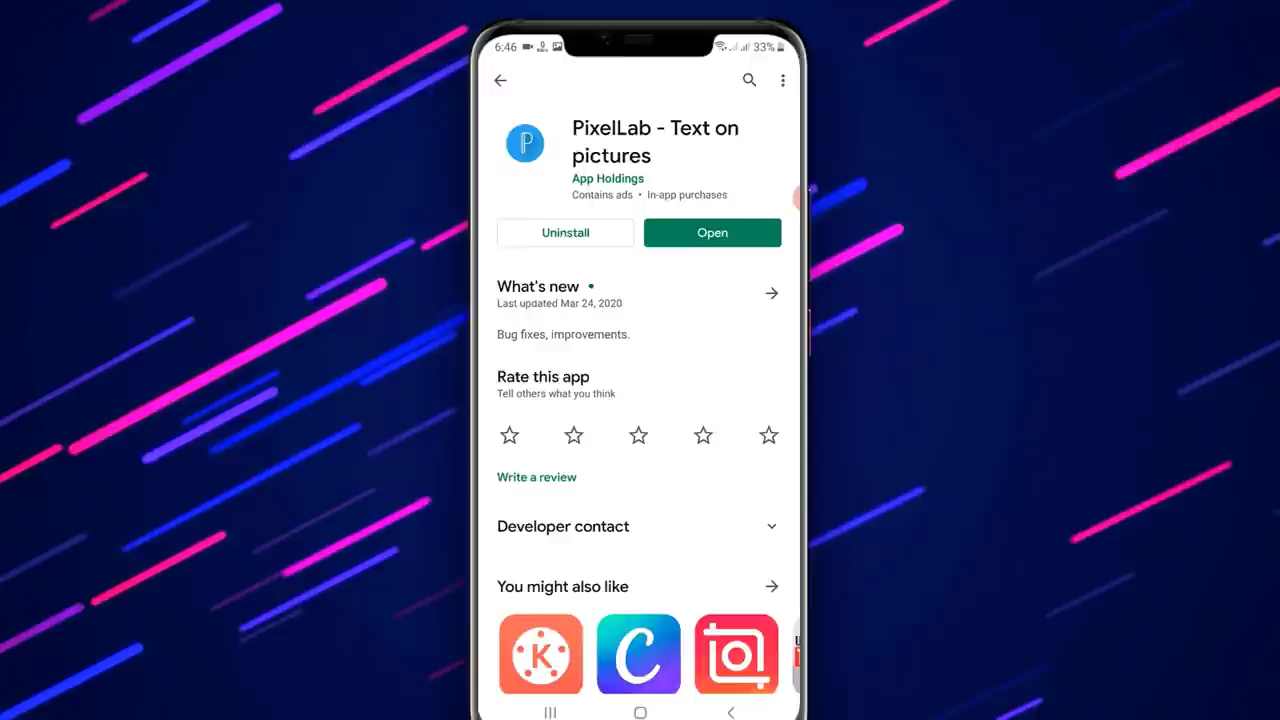 6:46
33%
PixelLab - Text on
pictures
App Holdings
Contains ads • In-app purchases
Uninstall
Open
What's new •
Last updated Mar 24, 2020
Bug fixes, improvements.
Rate this app
Tell others what you think
Write a review
Developer contact
You might also like
K
C